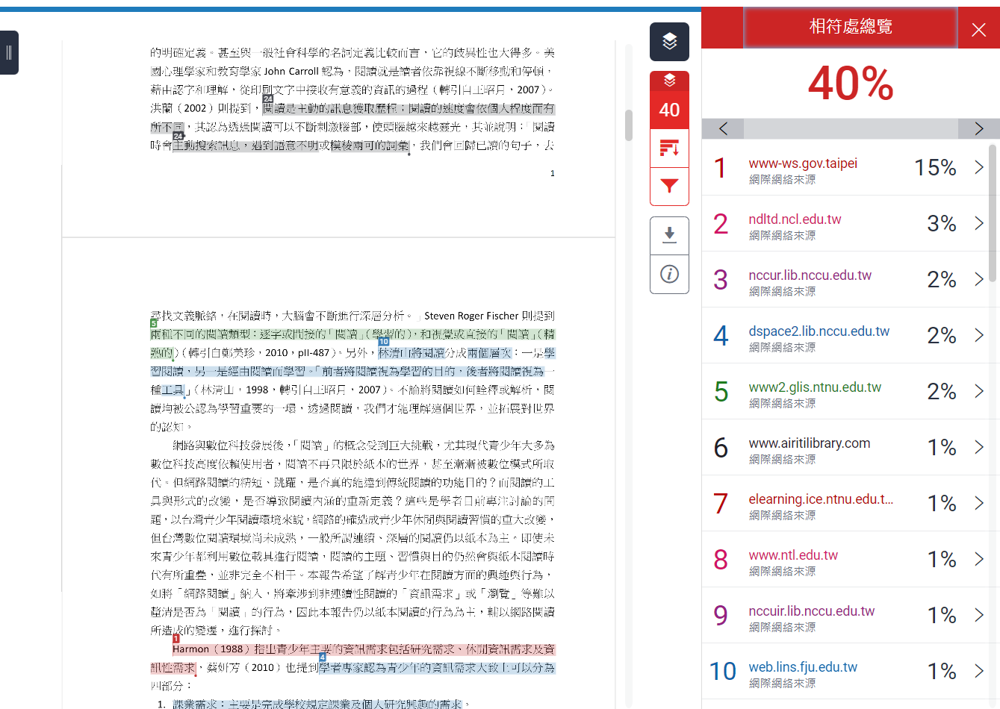 的明確定義。甚至與一般社會科學的名詞定義比較而言，它的歧異性也大得多。美
國心理學家和教育學家 John Carroll 認為，閱讀就是讀者依靠視線不斷移動和停頓，
藉由認字和理解，從印刷文字中接收有意義的資訊的過程（轉引自王昭月，2007）。
24
洪蘭（2002）則提到，閱讀是主動的訊息獲取歷程；閱讀的速度會依個人程度而有
所不同，其認為透過閱讀可以不斷刺激腦部，使頭腦越來越靈光，其並說明：「閱讀
24
時會主動搜索訊息，遇到語意不明或模稜兩可的詞彙，我們會回歸已讀的句子，去
1
尋找文義脈絡，在閱讀時，大腦會不斷進行深層分析。」Steven Roger Fischer 則提到
5
兩種不同的閱讀類型：逐字或間接的「閱讀」（學習的），和視覺或直接的「閱讀」（精
10
熟的）（轉引自鄭美珍，2010，pII-487）。另外，林清山將閱讀分成兩個層次：一是學
習閱讀，另一是經由閱讀而學習。「前者將閱讀視為學習的目的，後者將閱讀視為一
種工具」（林清山，1998，轉引自王昭月，2007）。不論將閱讀如何詮釋或解析，閱
讀均被公認為學習重要的一環，透過閱讀，我們才能理解這個世界，並拓展對世界
的認知。
網路與數位科技發展後，「閱讀」的概念受到巨大挑戰，尤其現代青少年大多為
數位科技高度依賴使用者，閱讀不再只限於紙本的世界，甚至漸漸被數位模式所取
代。但網路閱讀的精短、跳躍，是否真的能達到傳統閱讀的功能目的？而閱讀的工
具與形式的改變，是否導致閱讀內涵的重新定義？這些是學者目前專注討論的問
題，以台灣青少年閱讀環境來說，網路的確造成青少年休閒與閱讀習慣的重大改變，
但台灣數位閱讀環境尚未成熟，一般所謂連續、深層的閱讀仍以紙本為主。即使未
來青少年都利用數位載具進行閱讀，閱讀的主題、習慣與目的仍然會與紙本閱讀時
代有所重疊，並非完全不相干。本報告希望了解青少年在閱讀方面的興趣與行為，
如將「網路閱讀」納入，將牽涉到非連續性閱讀的「資訊需求」或「瀏覽」等難以
釐清是否為「閱讀」的行為，因此本報告仍以紙本閱讀的行為為主，輔以網路閱讀
所造成的變遷，進行探討。
1
Harmon（1988）指出青少年主要的資訊需求包括研究需求、休閒資訊需求及資
4
訊性需求，蔡妍芳（2010）也提到學者專家認為青少年的資訊需求大致上可以分為
四部分：
1. 課業需求：主要是完成學校規定課業及個人研究興趣的需求。
40
相符處總覽
40%
1 www-ws.gov.taipei 15%
網際網絡來源
2 ndltd.ncl.edu.tw 3%
網際網絡來源
3 nccur.lib.nccu.edu.tw 2%
網際網絡來源
4 dspace2.lib.nccu.edu.tw 2%
網際網絡來源
5 www2.glis.ntnu.edu.tw 2%
網際網絡來源
6 www.airitilibrary.com 1%
網際網絡來源
7 elearning.ice.ntnu.edu.t... 1%
網際網絡來源
8 www.ntl.edu.tw 1%
網際網絡來源
9 nccuir.lib.nccu.edu.tw 1%
網際網絡來源
10 web.lins.fju.edu.tw 1%
網際網絡來源